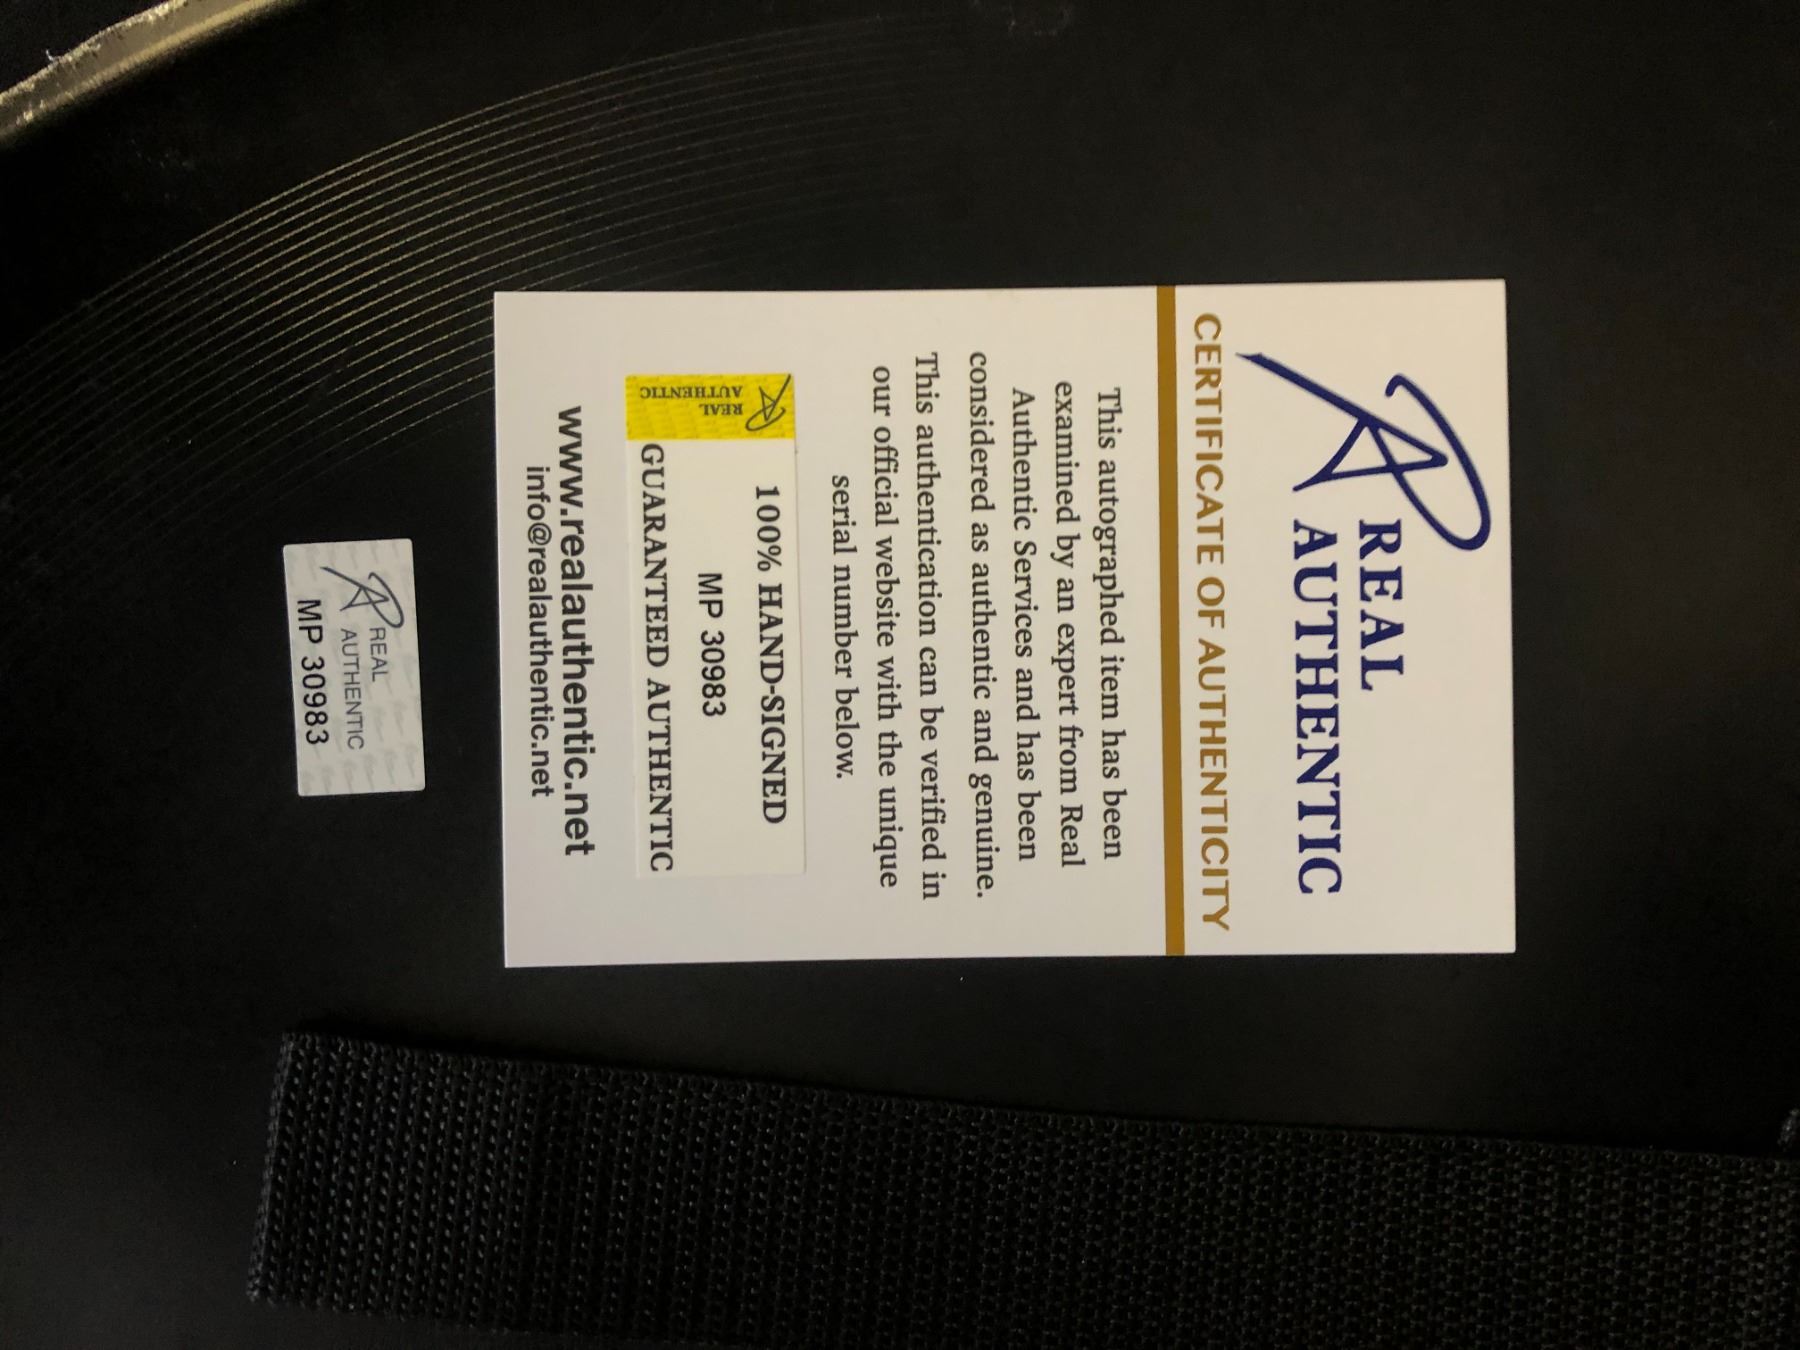 REAL
AUTHENTIC
CERTIFICATE OF AUTHENTICITY
This autographed item has been
examined by an expert from Real
Authentic Services and has been
considered as authentic and genuine.
This authentication can be verified in
our official website with the unique
serial number below.
REAL
AUTHENTIC
100% HAND-SIGNED
MP 30983
GUARANTEED AUTHENTIC
www.realauthentic.net
info@realauthentic.net
REAL
AUTHENTIC
MP 30983